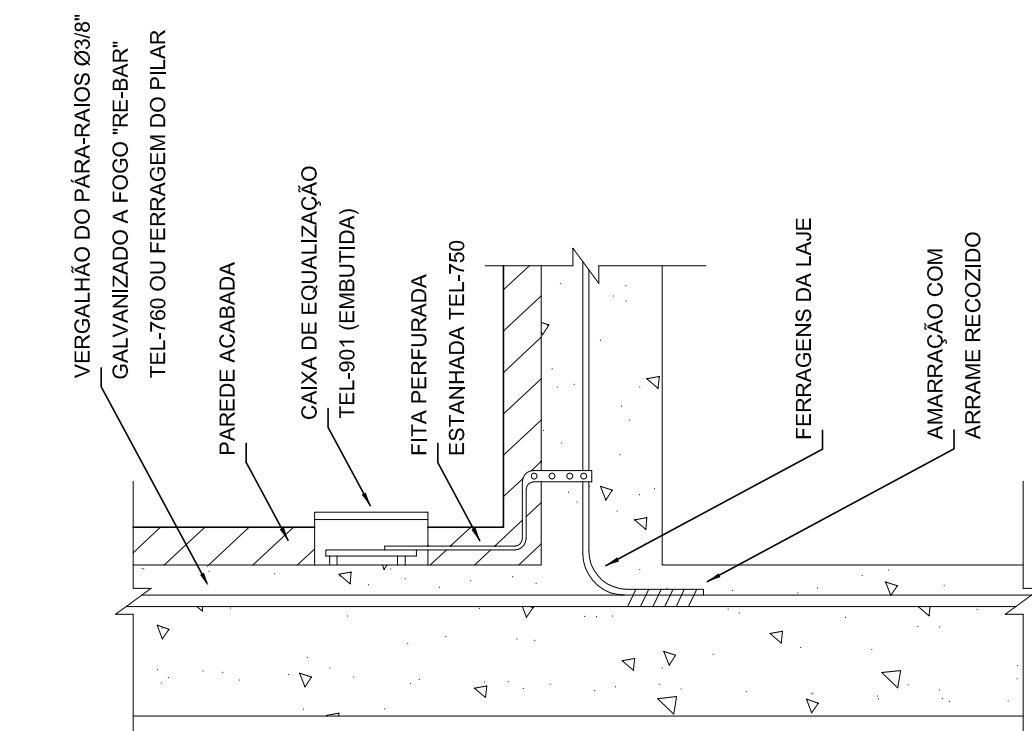 VERGALHÃO DO PÁRA-RAIOS Ø3/8"
GALVANIZADO A FOGO "RE-BAR"
TEL-760 OU FERRAGEM DO PILAR
PAREDE ACABADA
CAIXA DE EQUALIZAÇÃO
TEL-901 (EMBUTIDA)
FITA PERFURADA
ESTANHADA TEL-750
FERRAGENS DA LAJE
AMARRAÇÃO COM
ARRAME RECOZIDO